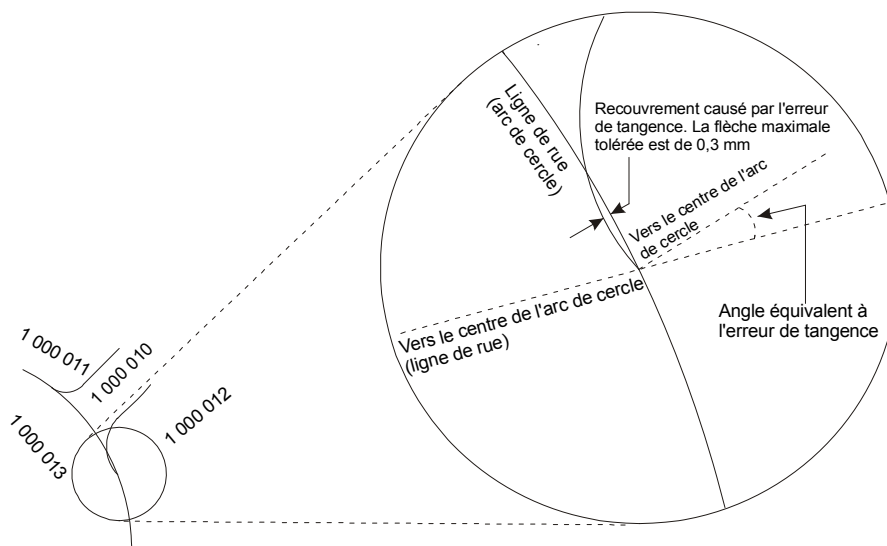 Ligne de rue
(arc de cercle)
Recouvrement causé par l'erreur
de tangence. La flèche maximale
tolérée est de 0,3 mm
Vers le centre de l'arc
de cercle
Vers le centre de l'arc de cercle
(ligne de rue)
Angle équivalent à
l'erreur de tangence
1 000 011
1 000 010
1 000 012
1 000 013